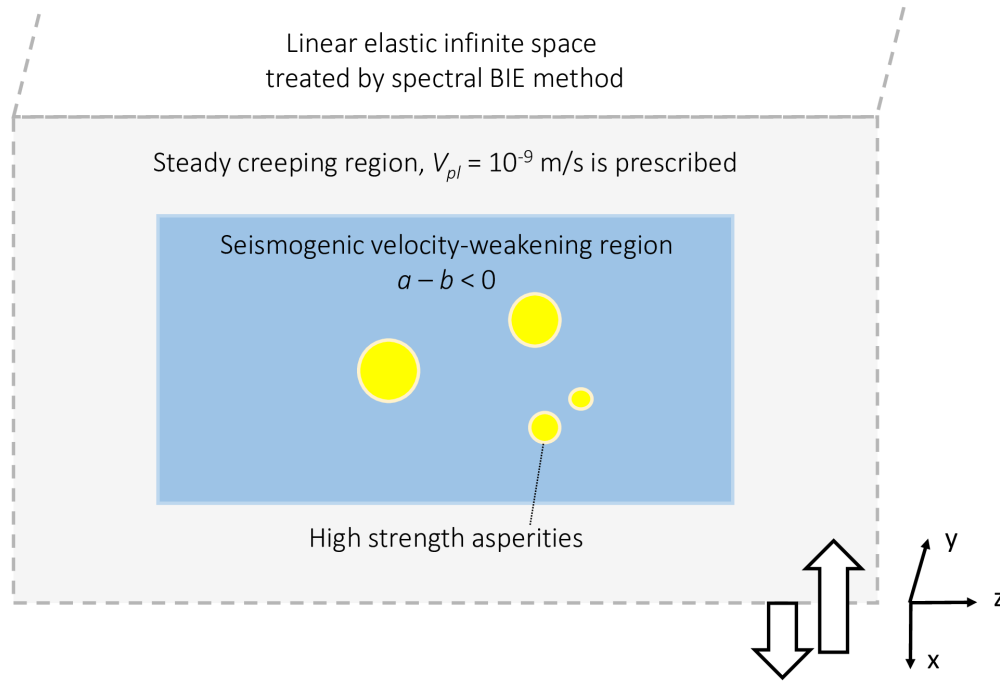 Linear elastic infinite space
treated by spectral BIE method
Steady creeping region, Vpl = 10-9 m/s is prescribed
Seismogenic velocity-weakening region
a – b < 0
High strength asperities
y
z
x